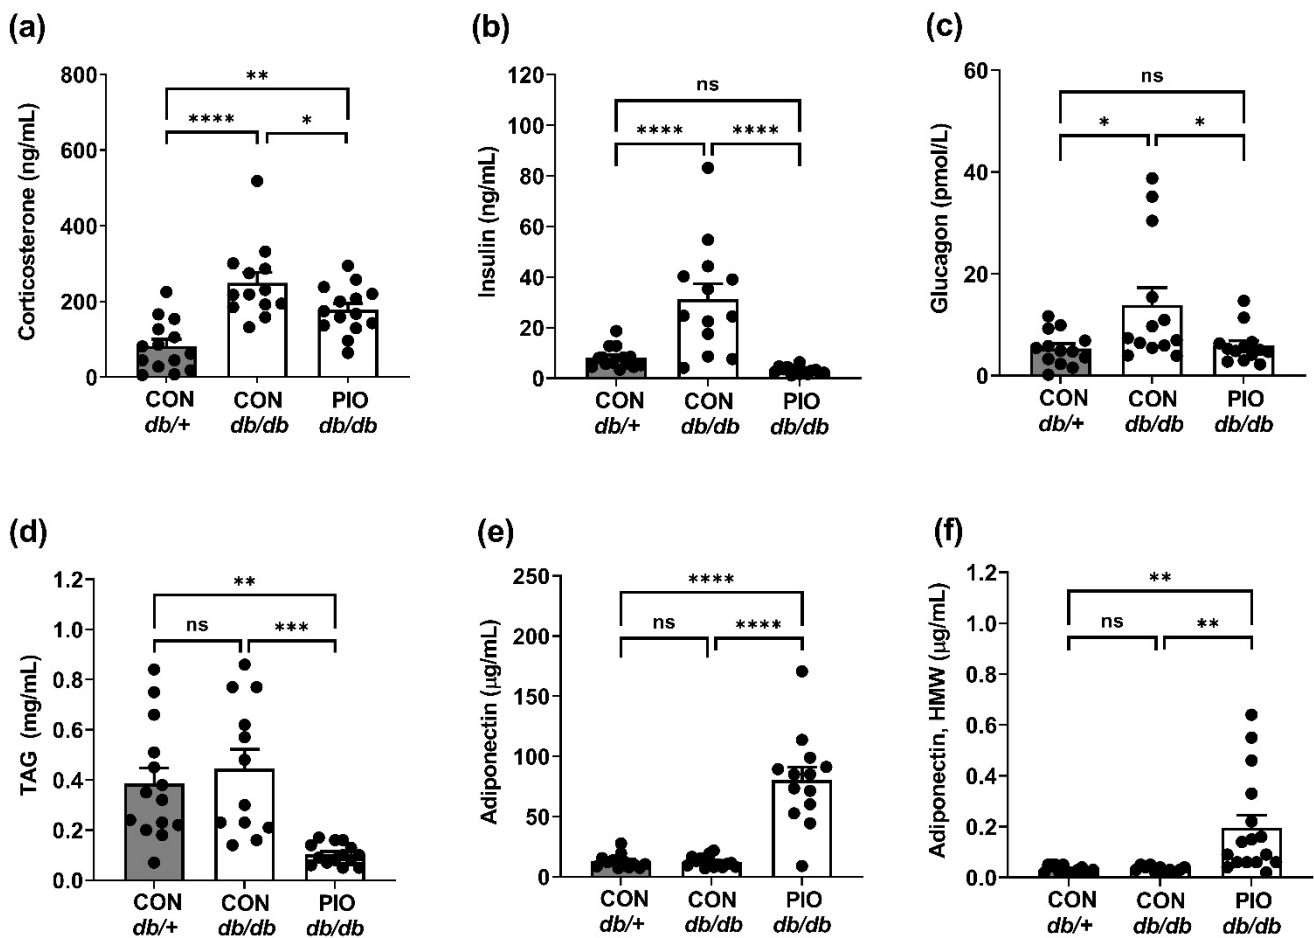 (a)
Corticosterone (ng/mL)
800
600
400
200
0
**
****
*
CON
db/+
CON
db/db
PIO
db/db
(b)
Insulin (ng/mL)
120
100
80
60
40
20
0
ns
****
****
CON
db/+
CON
db/db
PIO
db/db
(c)
Glucagon (pmol/L)
60
40
20
0
ns
*
*
CON
db/+
CON
db/db
PIO
db/db
(d)
TAG (mg/mL)
1.2
1.0
0.8
0.6
0.4
0.2
0.0
**
ns
***
CON
db/+
CON
db/db
PIO
db/db
(e)
Adiponectin (µg/mL)
250
200
150
100
50
0
****
ns
****
CON
db/+
CON
db/db
PIO
db/db
(f)
Adiponectin, HMW (µg/mL)
1.2
1.0
0.8
0.6
0.4
0.2
0.0
**
ns
**
CON
db/+
CON
db/db
PIO
db/db